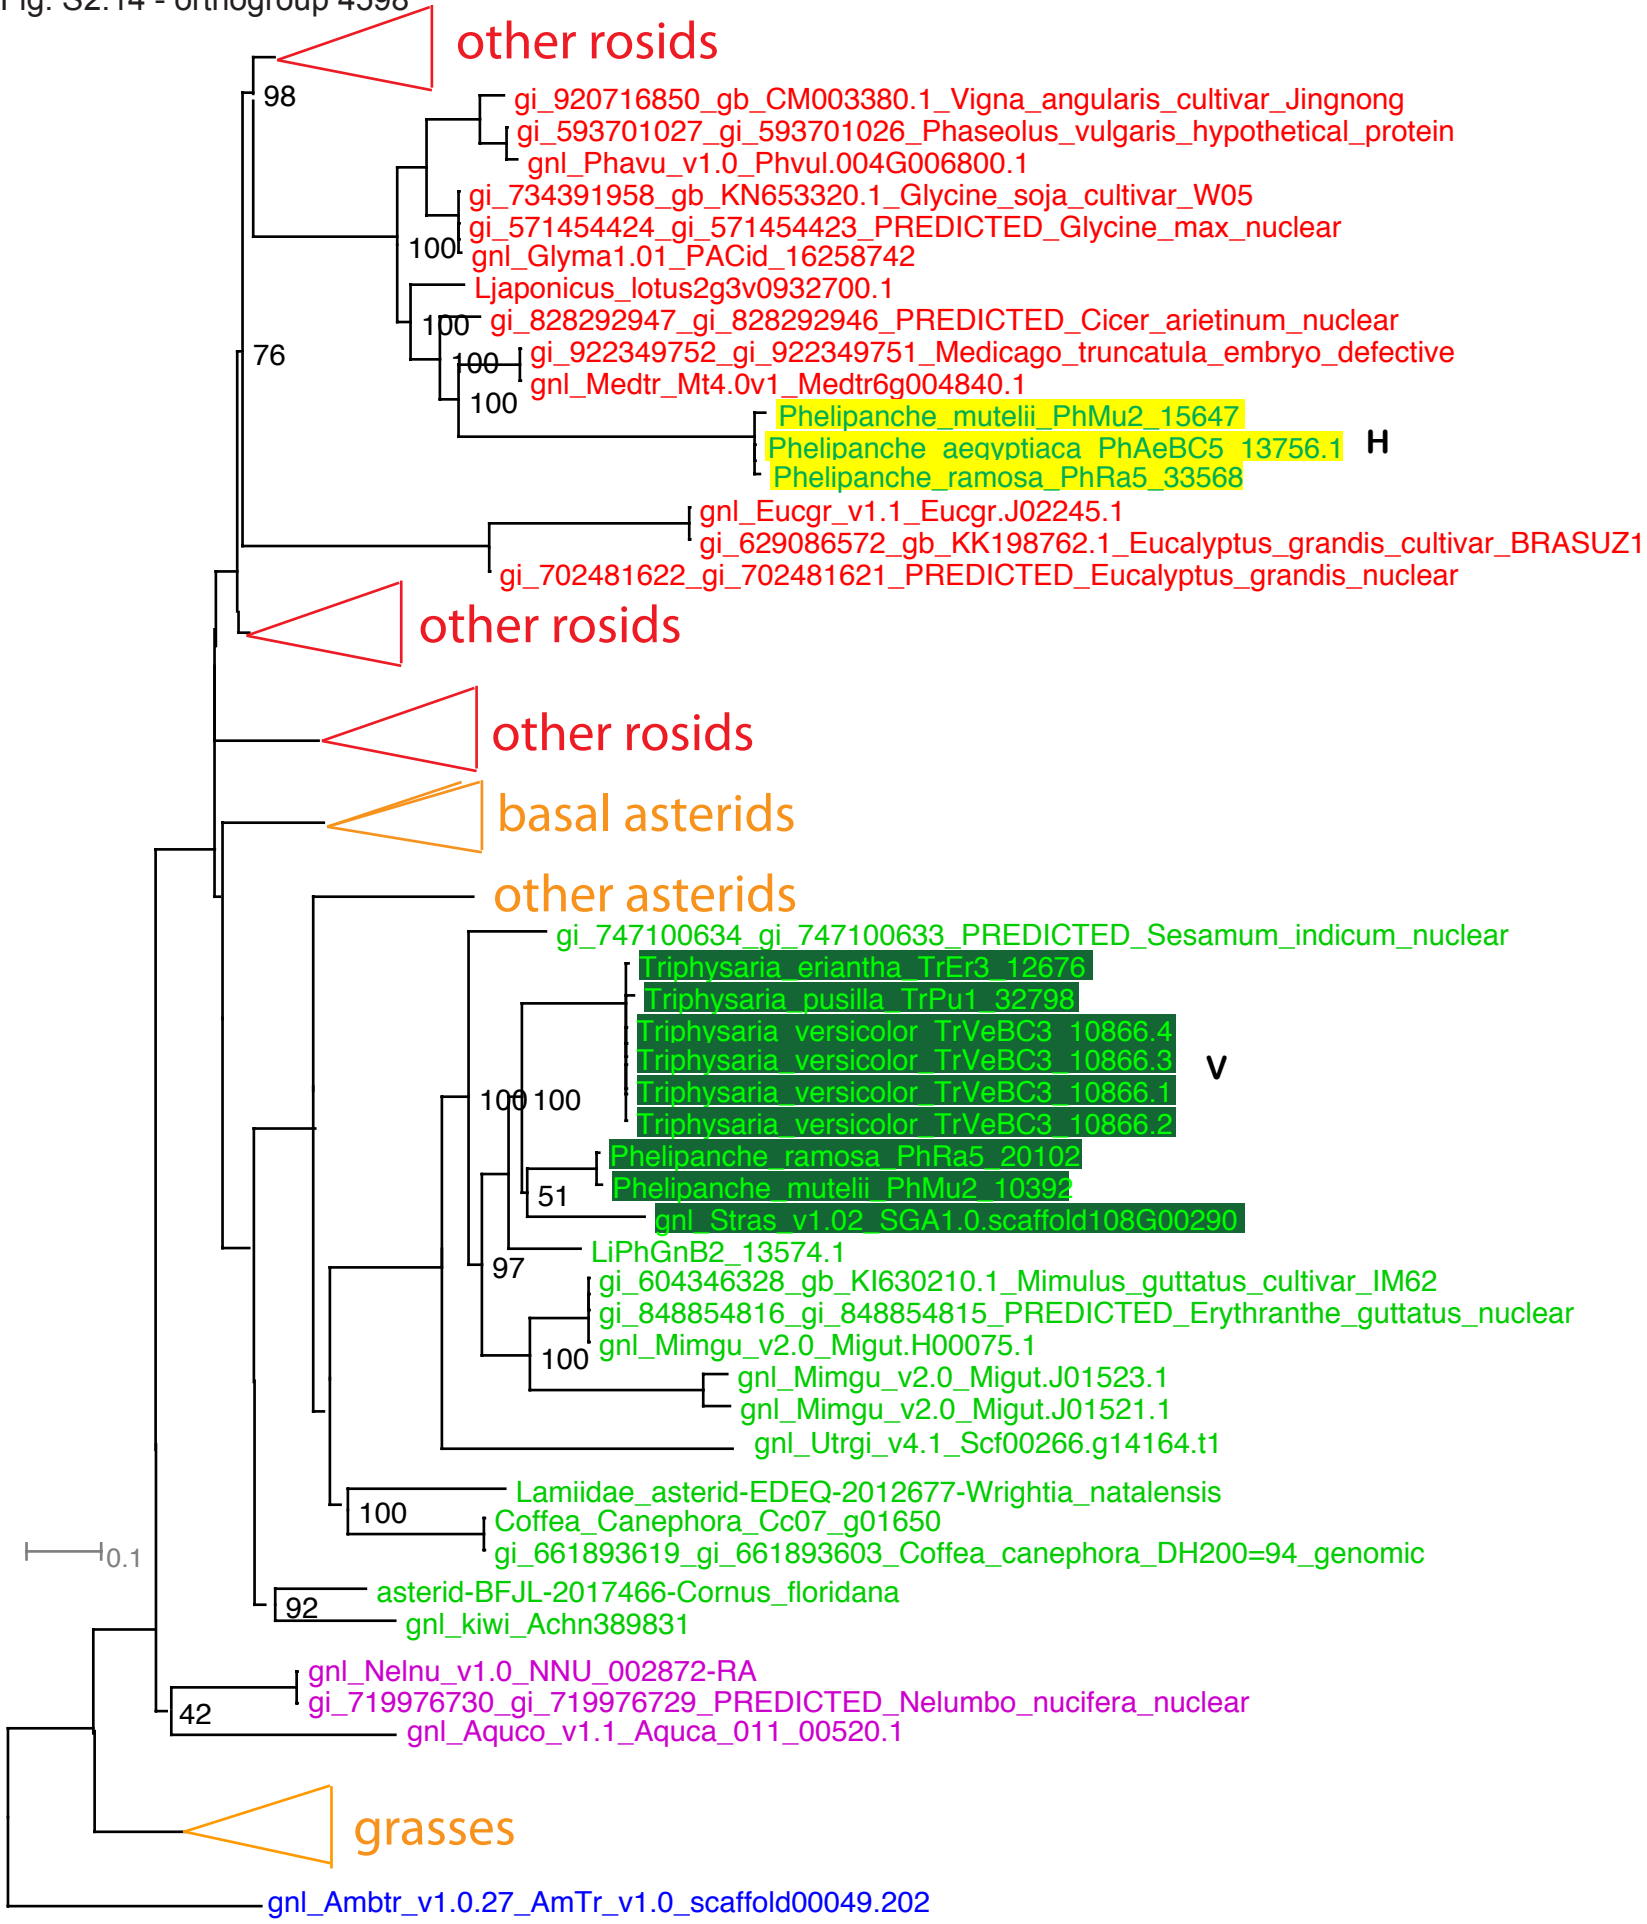 Fig. S2.14 - orthogroup 4598
other rosids
98
gi_920716850_gb_CM003380.1_Vigna_angularis_cultivar_Jingnong
gi_593701027_gi_593701026_Phaseolus_vulgaris_hypothetical_protein
gnl_Phavu_v1.0_Phvul.004G006800.1
gi_734391958_gb_KN653320.1_Glycine_soja_cultivar_W05
gi_571454424_gi_571454423_PREDICTED_Glycine_max_nuclear
100
gnl_Glyma1.01_PACid_16258742
Ljaponicus_lotus2g3v0932700.1
100
gi_828292947_gi_828292946_PREDICTED_Cicer_arietinum_nuclear
76
100
gi_922349752_gi_922349751_Medicago_truncatula_embryo_defective
gnl_Medtr_Mt4.0v1_Medtr6g004840.1
100
Phelipanche_mutelii_PhMu2_15647
Phelipanche_aegyptiaca_PhAeBC5_13756.1
H
Phelipanche_ramosa_PhRa5_33568
gnl_Eucgr_v1.1_Eucgr.J02245.1
gi_629086572_gb_KK198762.1_Eucalyptus_grandis_cultivar_BRASUZ1
gi_702481622_gi_702481621_PREDICTED_Eucalyptus_grandis_nuclear
other rosids
other rosids
basal asterids
other asterids
gi_747100634_gi_747100633_PREDICTED_Sesamum_indicum_nuclear
Triphysaria_eriantha_TrEr3_12676
Triphysaria_pusilla_TrPu1_32798
Triphysaria_versicolor_TrVeBC3_10866.4
Triphysaria_versicolor_TrVeBC3_10866.3
V
Triphysaria_versicolor_TrVeBC3_10866.1
100
100
Triphysaria_versicolor_TrVeBC3_10866.2
Phelipanche_ramosa_PhRa5_20102
Phelipanche_mutelii_PhMu2_10392
51
gnl_Stras_v1.02_SGA1.0.scaffold108G00290
LiPhGnB2_13574.1
97
gi_604346328_gb_KI630210.1_Mimulus_guttatus_cultivar_IM62
gi_848854816_gi_848854815_PREDICTED_Erythranthe_guttatus_nuclear
gnl_Mimgu_v2.0_Migut.H00075.1
100
gnl_Mimgu_v2.0_Migut.J01523.1
gnl_Mimgu_v2.0_Migut.J01521.1
gnl_Utrgi_v4.1_Scf00266.g14164.t1
Lamiidae_asterid-EDEQ-2012677-Wrightia_natalensis
100
Coffea_Canephora_Cc07_g01650
gi_661893619_gi_661893603_Coffea_canephora_DH200=94_genomic
0.1
asterid-BFJL-2017466-Cornus_floridana
92
gnl_kiwi_Achn389831
gnl_Nelnu_v1.0_NNU_002872-RA
gi_719976730_gi_719976729_PREDICTED_Nelumbo_nucifera_nuclear
42
gnl_Aquco_v1.1_Aquca_011_00520.1
grasses
gnl_Ambtr_v1.0.27_AmTr_v1.0_scaffold00049.202